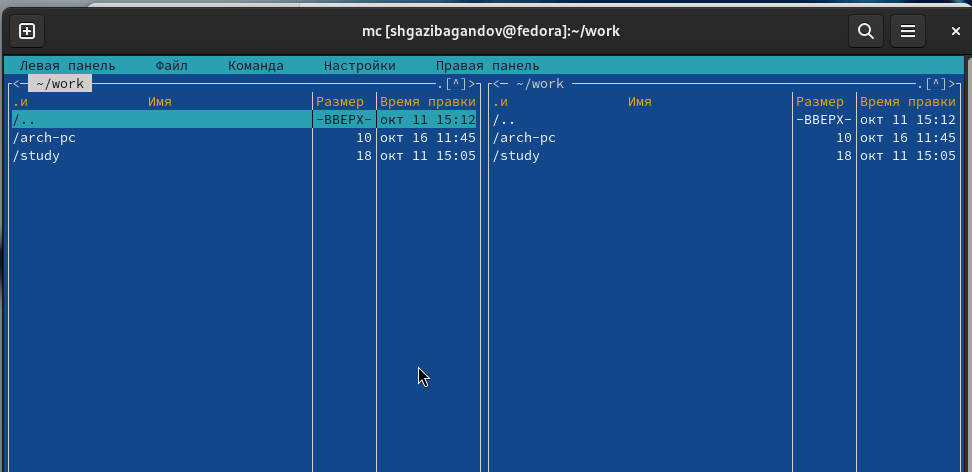 mc [shgazibagandov@fedora]:~/work
Левая панель Файл Команда Настройки Правая панель
<─ ~/work .[^]> <─ ~/work .[^]>
.и Имя Размер Время правки .и Имя Размер Время правки
/.. -ВВЕРХ- окт 11 15:12 /.. -ВВЕРХ- окт 11 15:12
/arch-pc 10 окт 16 11:45 /arch-pc 10 окт 16 11:45
/study 18 окт 11 15:05 /study 18 окт 11 15:05